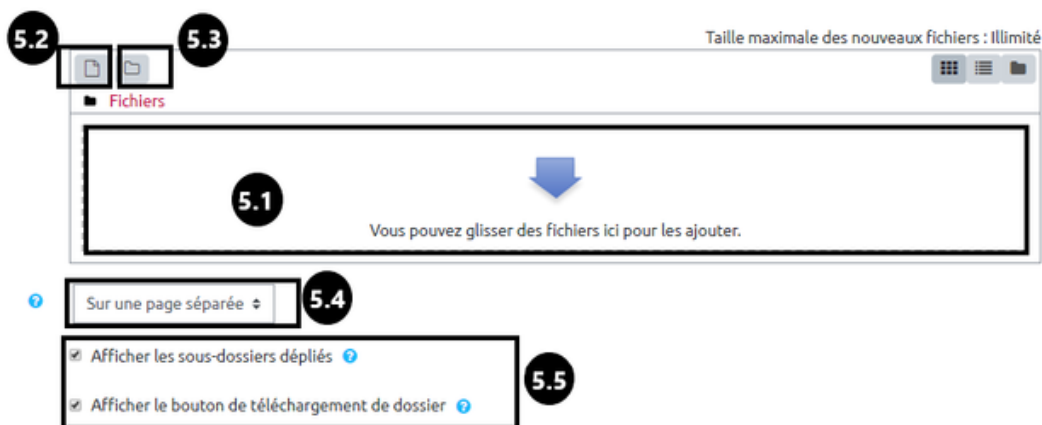 5.2
5.3
Taille maximale des nouveaux fichiers : Illimité
Fichiers
5.1
Vous pouvez glisser des fichiers ici pour les ajouter.
Sur une page séparée
5.4
Afficher les sous-dossiers dépliés
5.5
Afficher le bouton de téléchargement de dossier